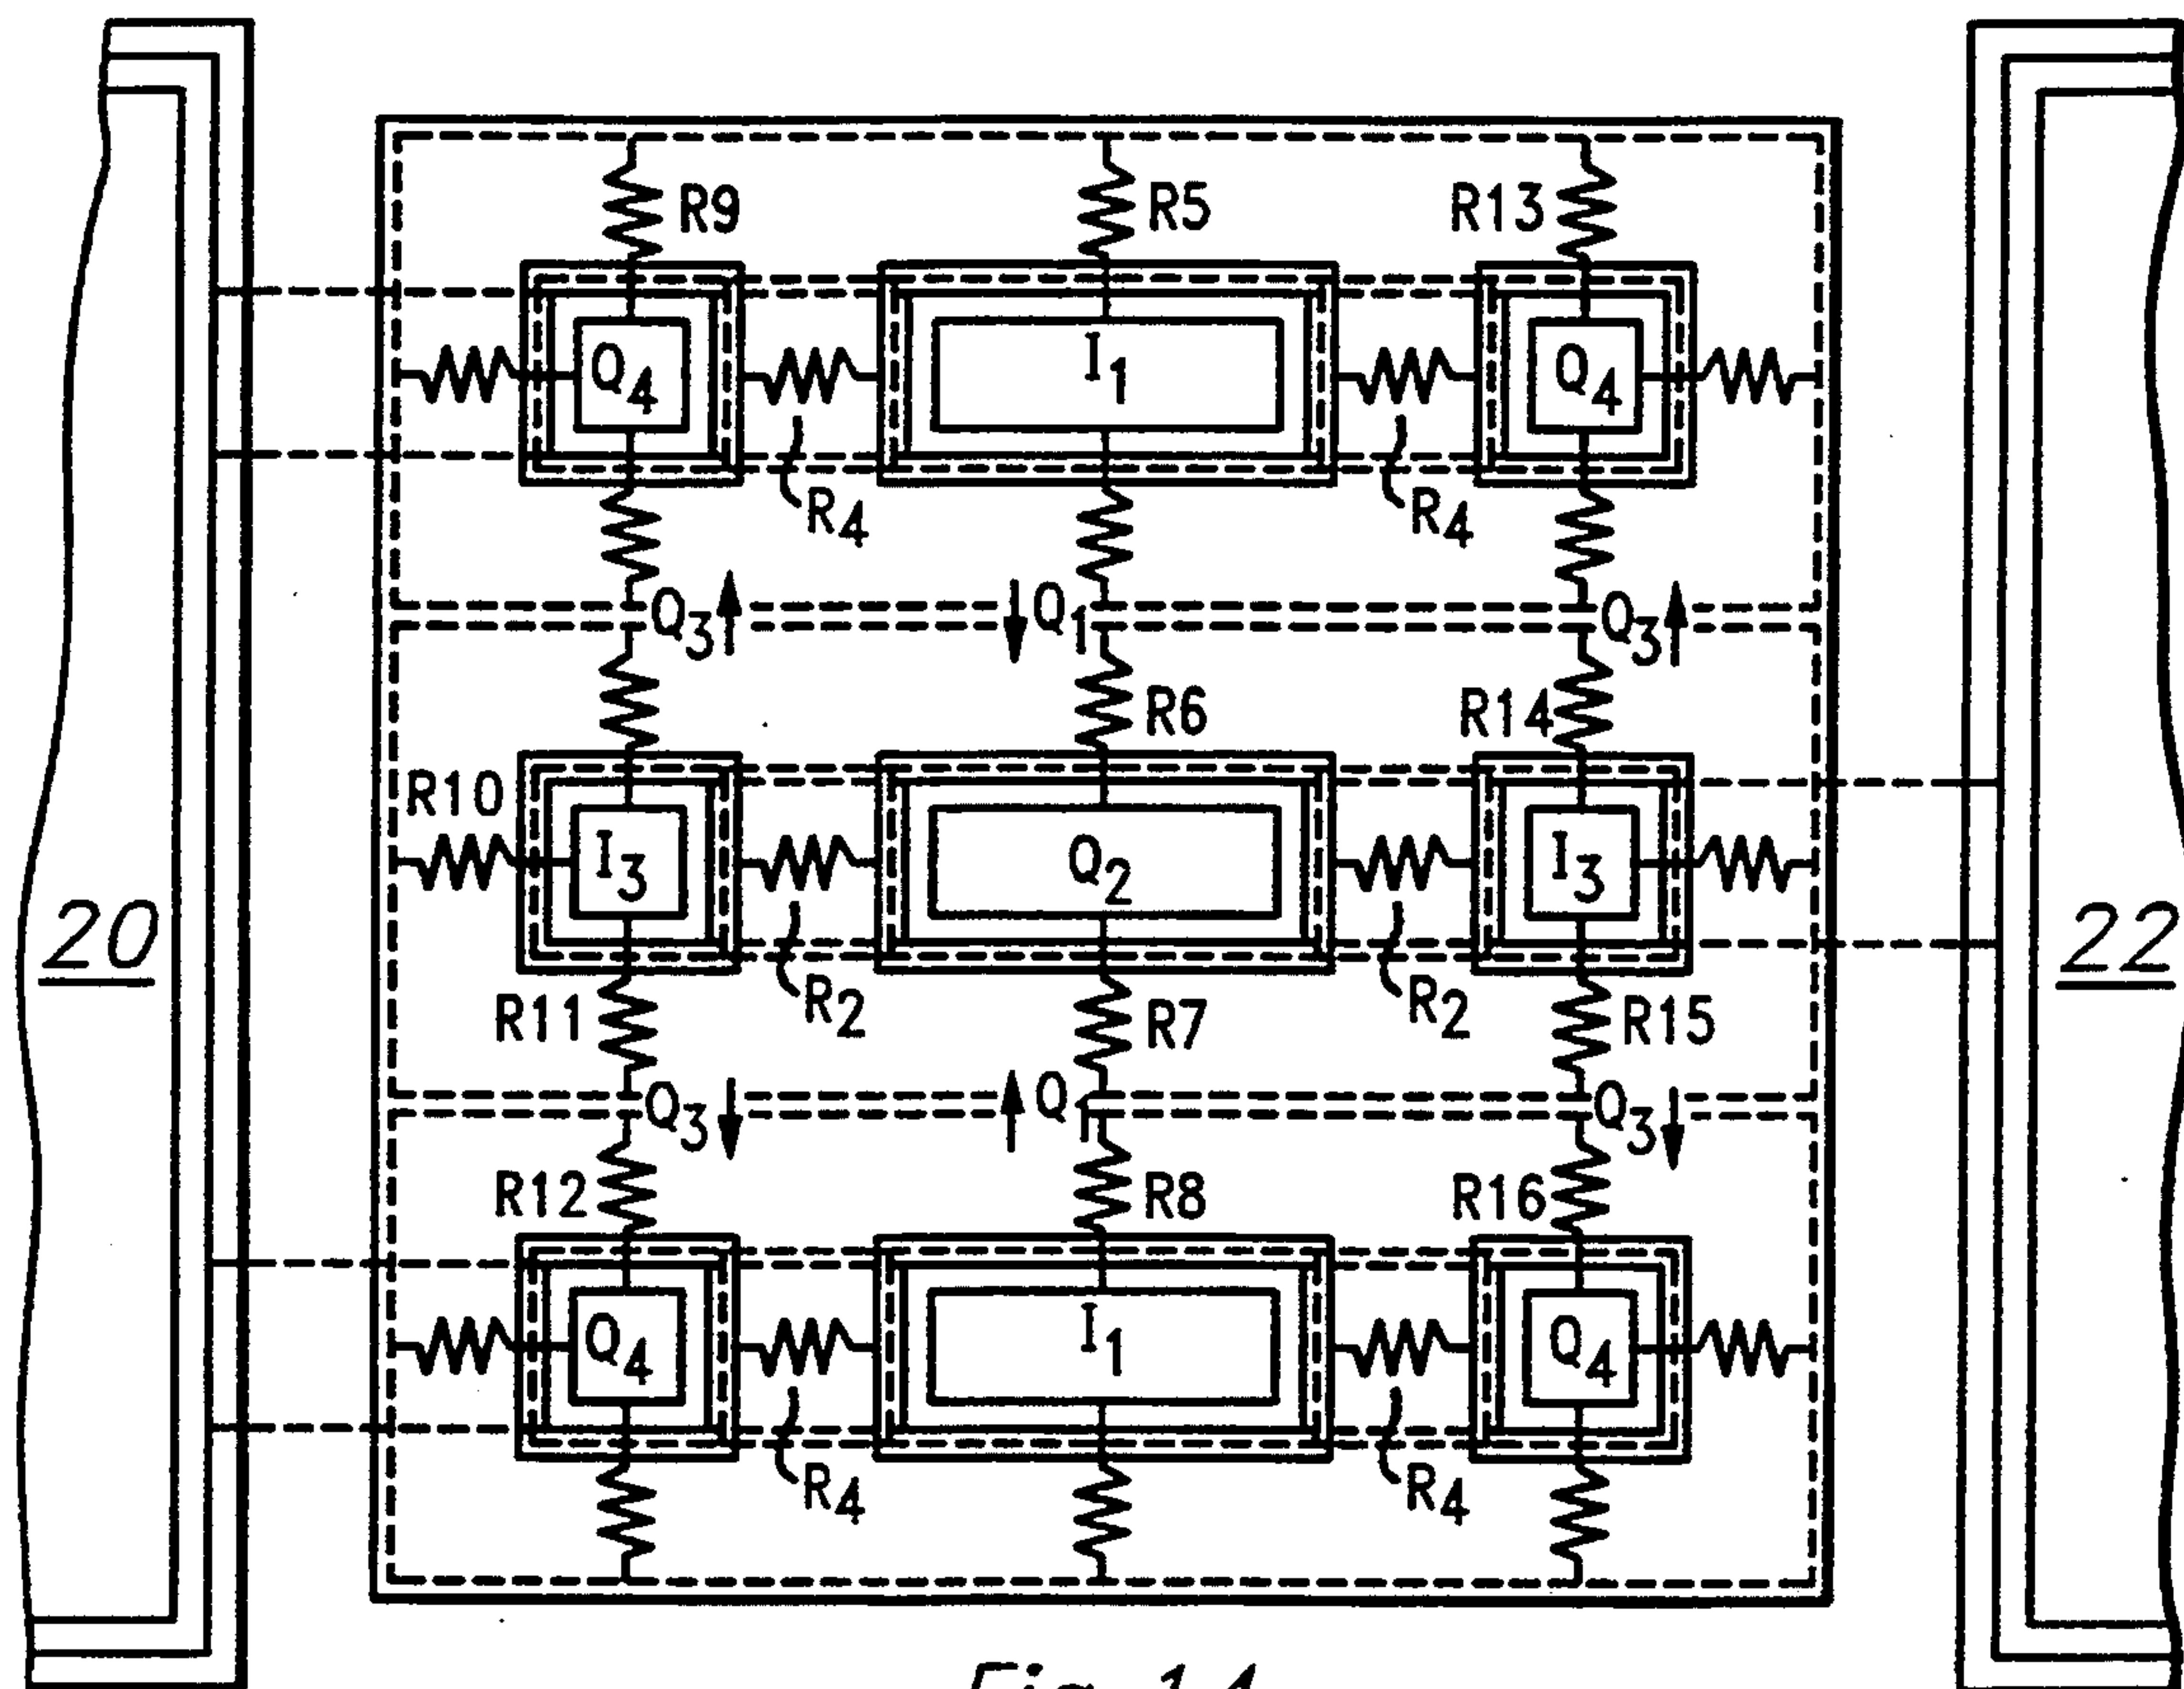 R9 R5 R13
Q4 I1 Q4
R4 R4
Q3 Q1 Q3
R6 R14
R10
I3 Q2 I3
20 22
R11 R2 R7 R2 R15
Q3 Q1 Q3
R12 R8 R16
Q4 I1 Q4
R4 R4